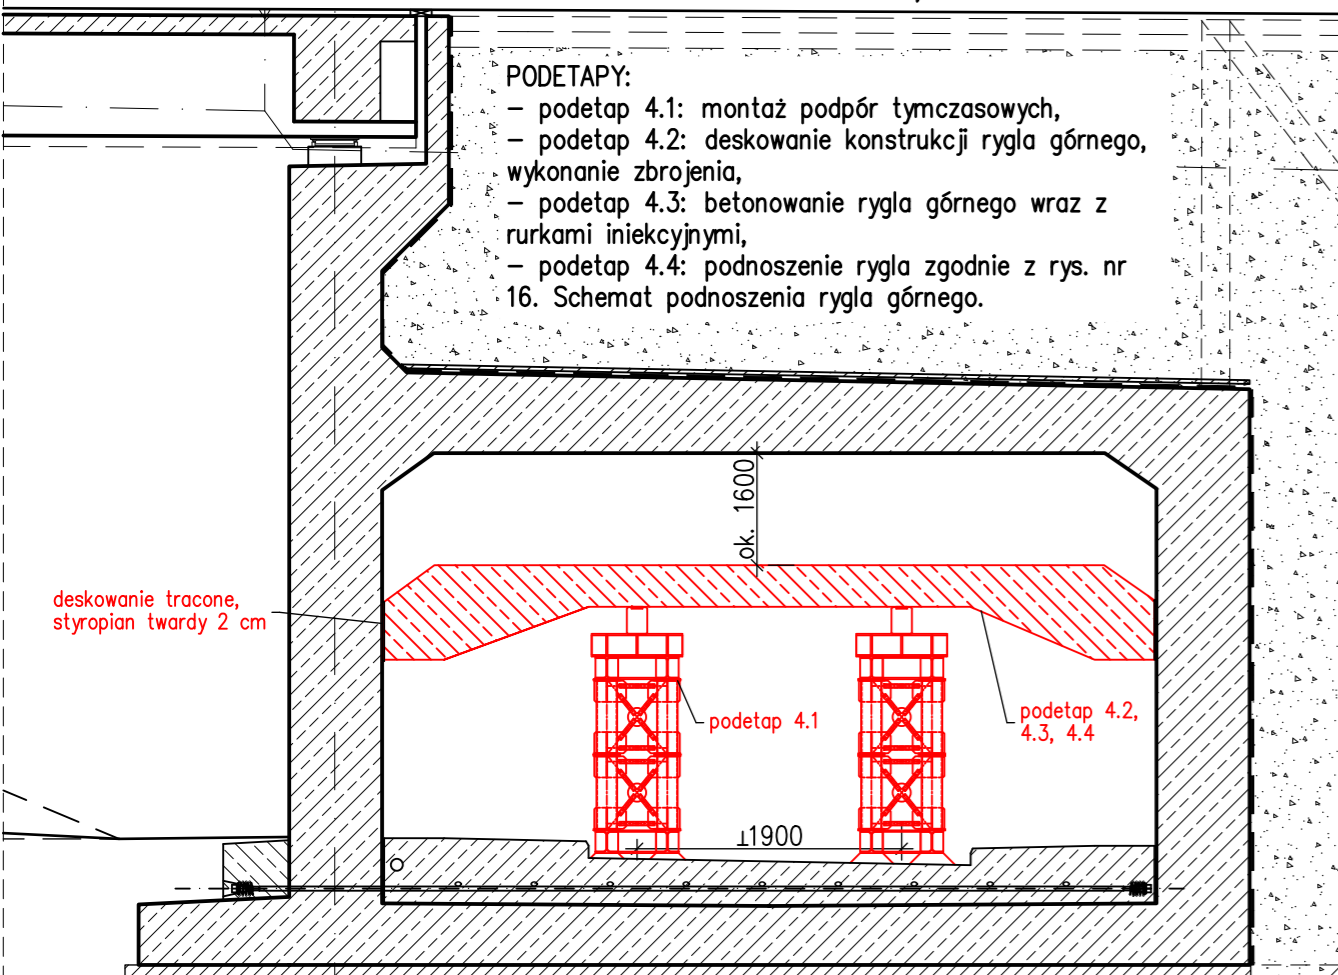 PODETAPY:
– podetap 4.1: montaż podpór tymczasowych,
– podetap 4.2: deskowanie konstrukcji rygla górnego,
wykonanie zbrojenia,
– podetap 4.3: betonowanie rygla górnego wraz z
rurkami iniekcyjnymi,
– podetap 4.4: podnoszenie rygla zgodnie z rys. nr
16. Schemat podnoszenia rygla górnego.
ok. 1600
deskowanie tracone,
styropian twardy 2 cm
podetap 4.1
podetap 4.2,
4.3, 4.4
⊥1900